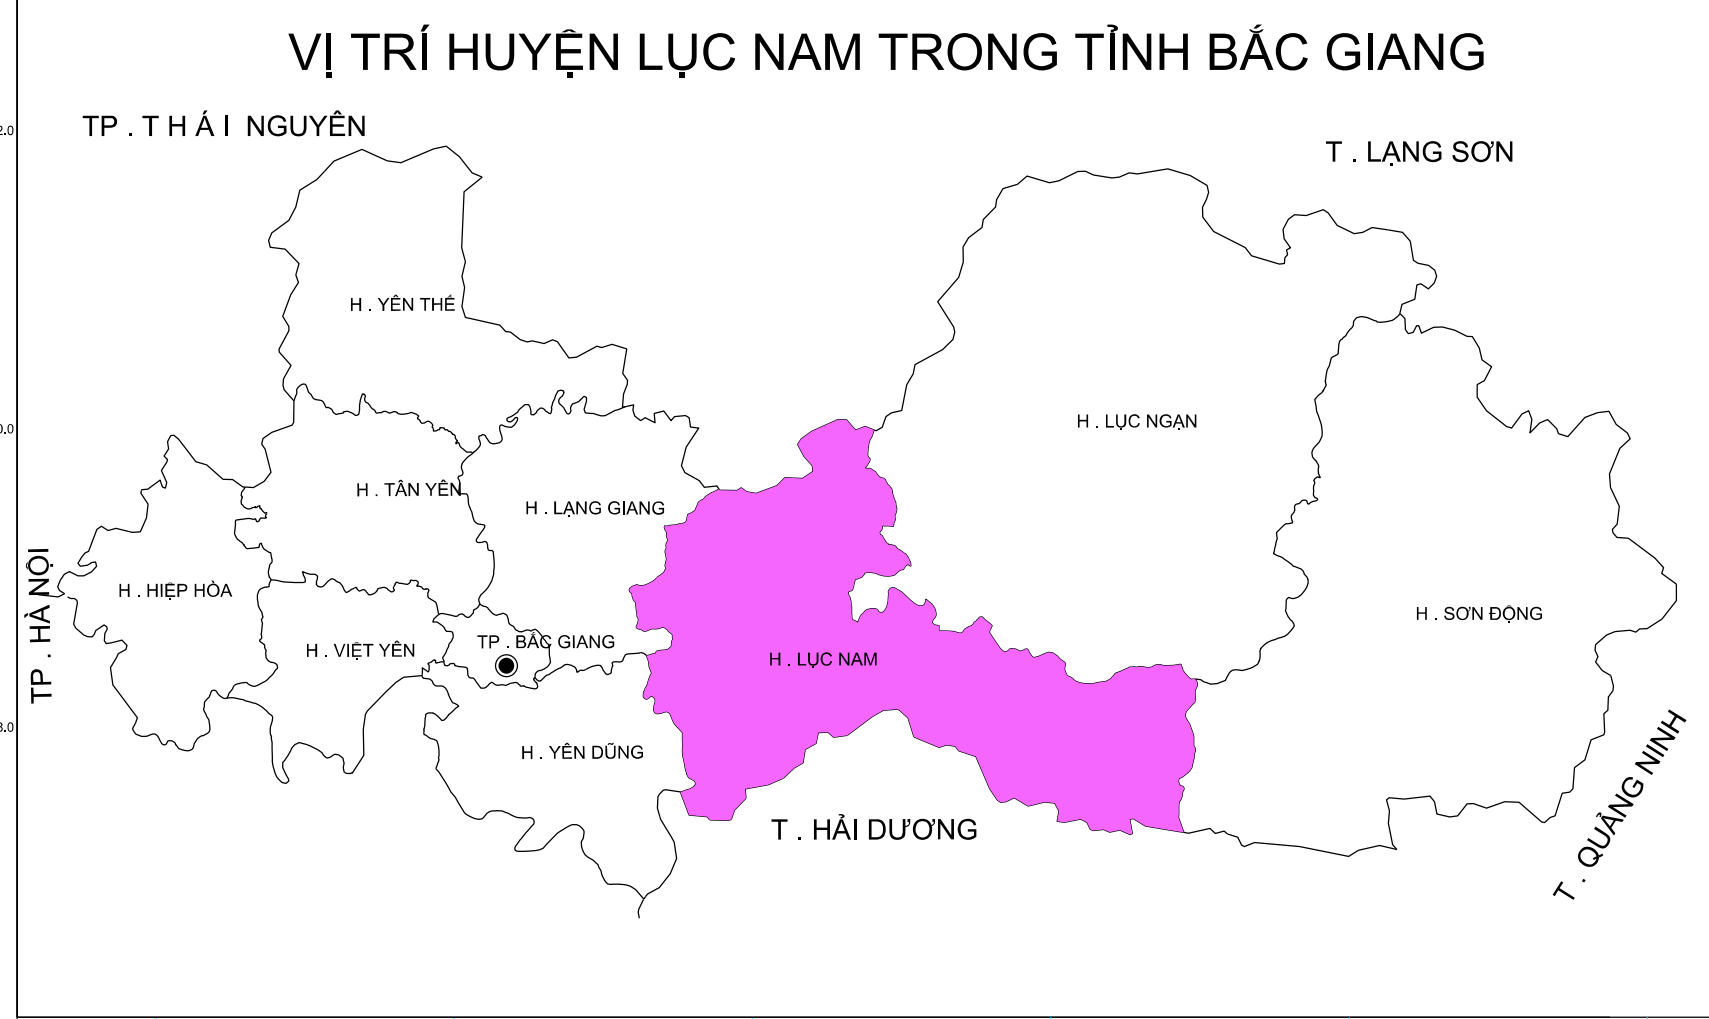 VỊ TRÍ HUYỆN LỤC NAM TRONG TỈNH BẮC GIANG
TP . T H Á I NGUYÊN
T . LẠNG SƠN
H . YÊN THẾ
H . LỤC NGẠN
H . TÂN YÊN
H . LẠNG GIANG
TP . HÀ NỘI
H . HIỆP HÒA
H . SƠN ĐỘNG
H . VIỆT YÊN
TP . BẮC GIANG
H . LỤC NAM
H . YÊN DŨNG
T . HẢI DƯƠNG
T . QUẢNG NINH